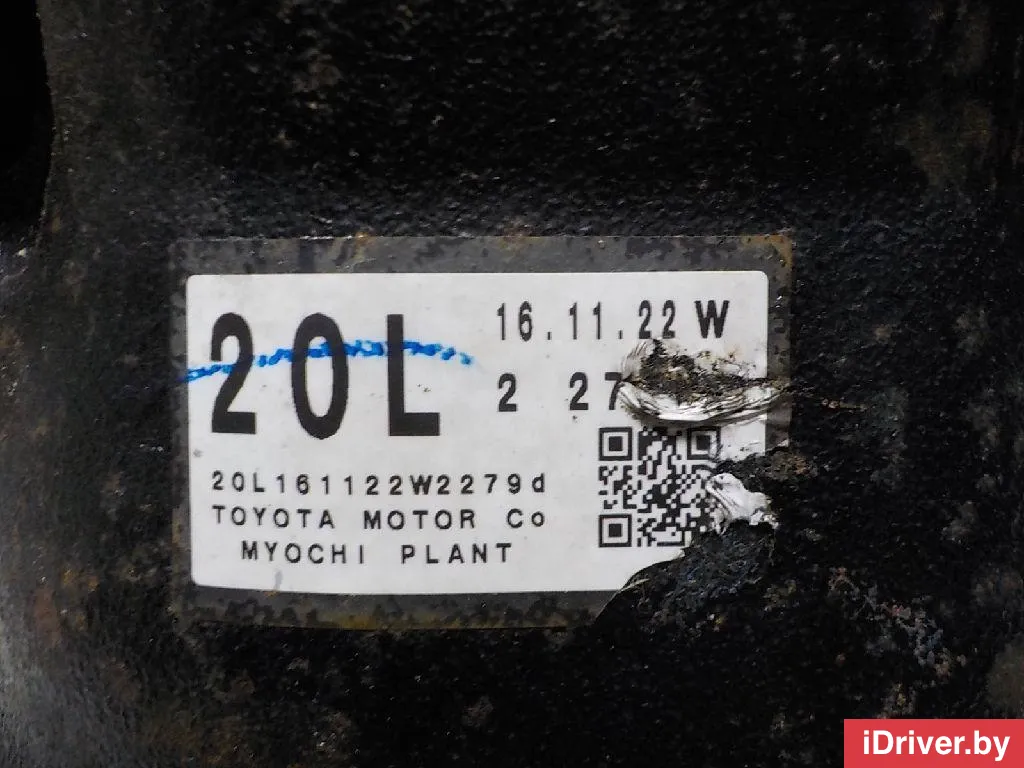 20L
16.11.22 W
2 27
20L161122W2279d
TOYOTA MOTOR Co
MYOCHI PLANT
iDriver.by